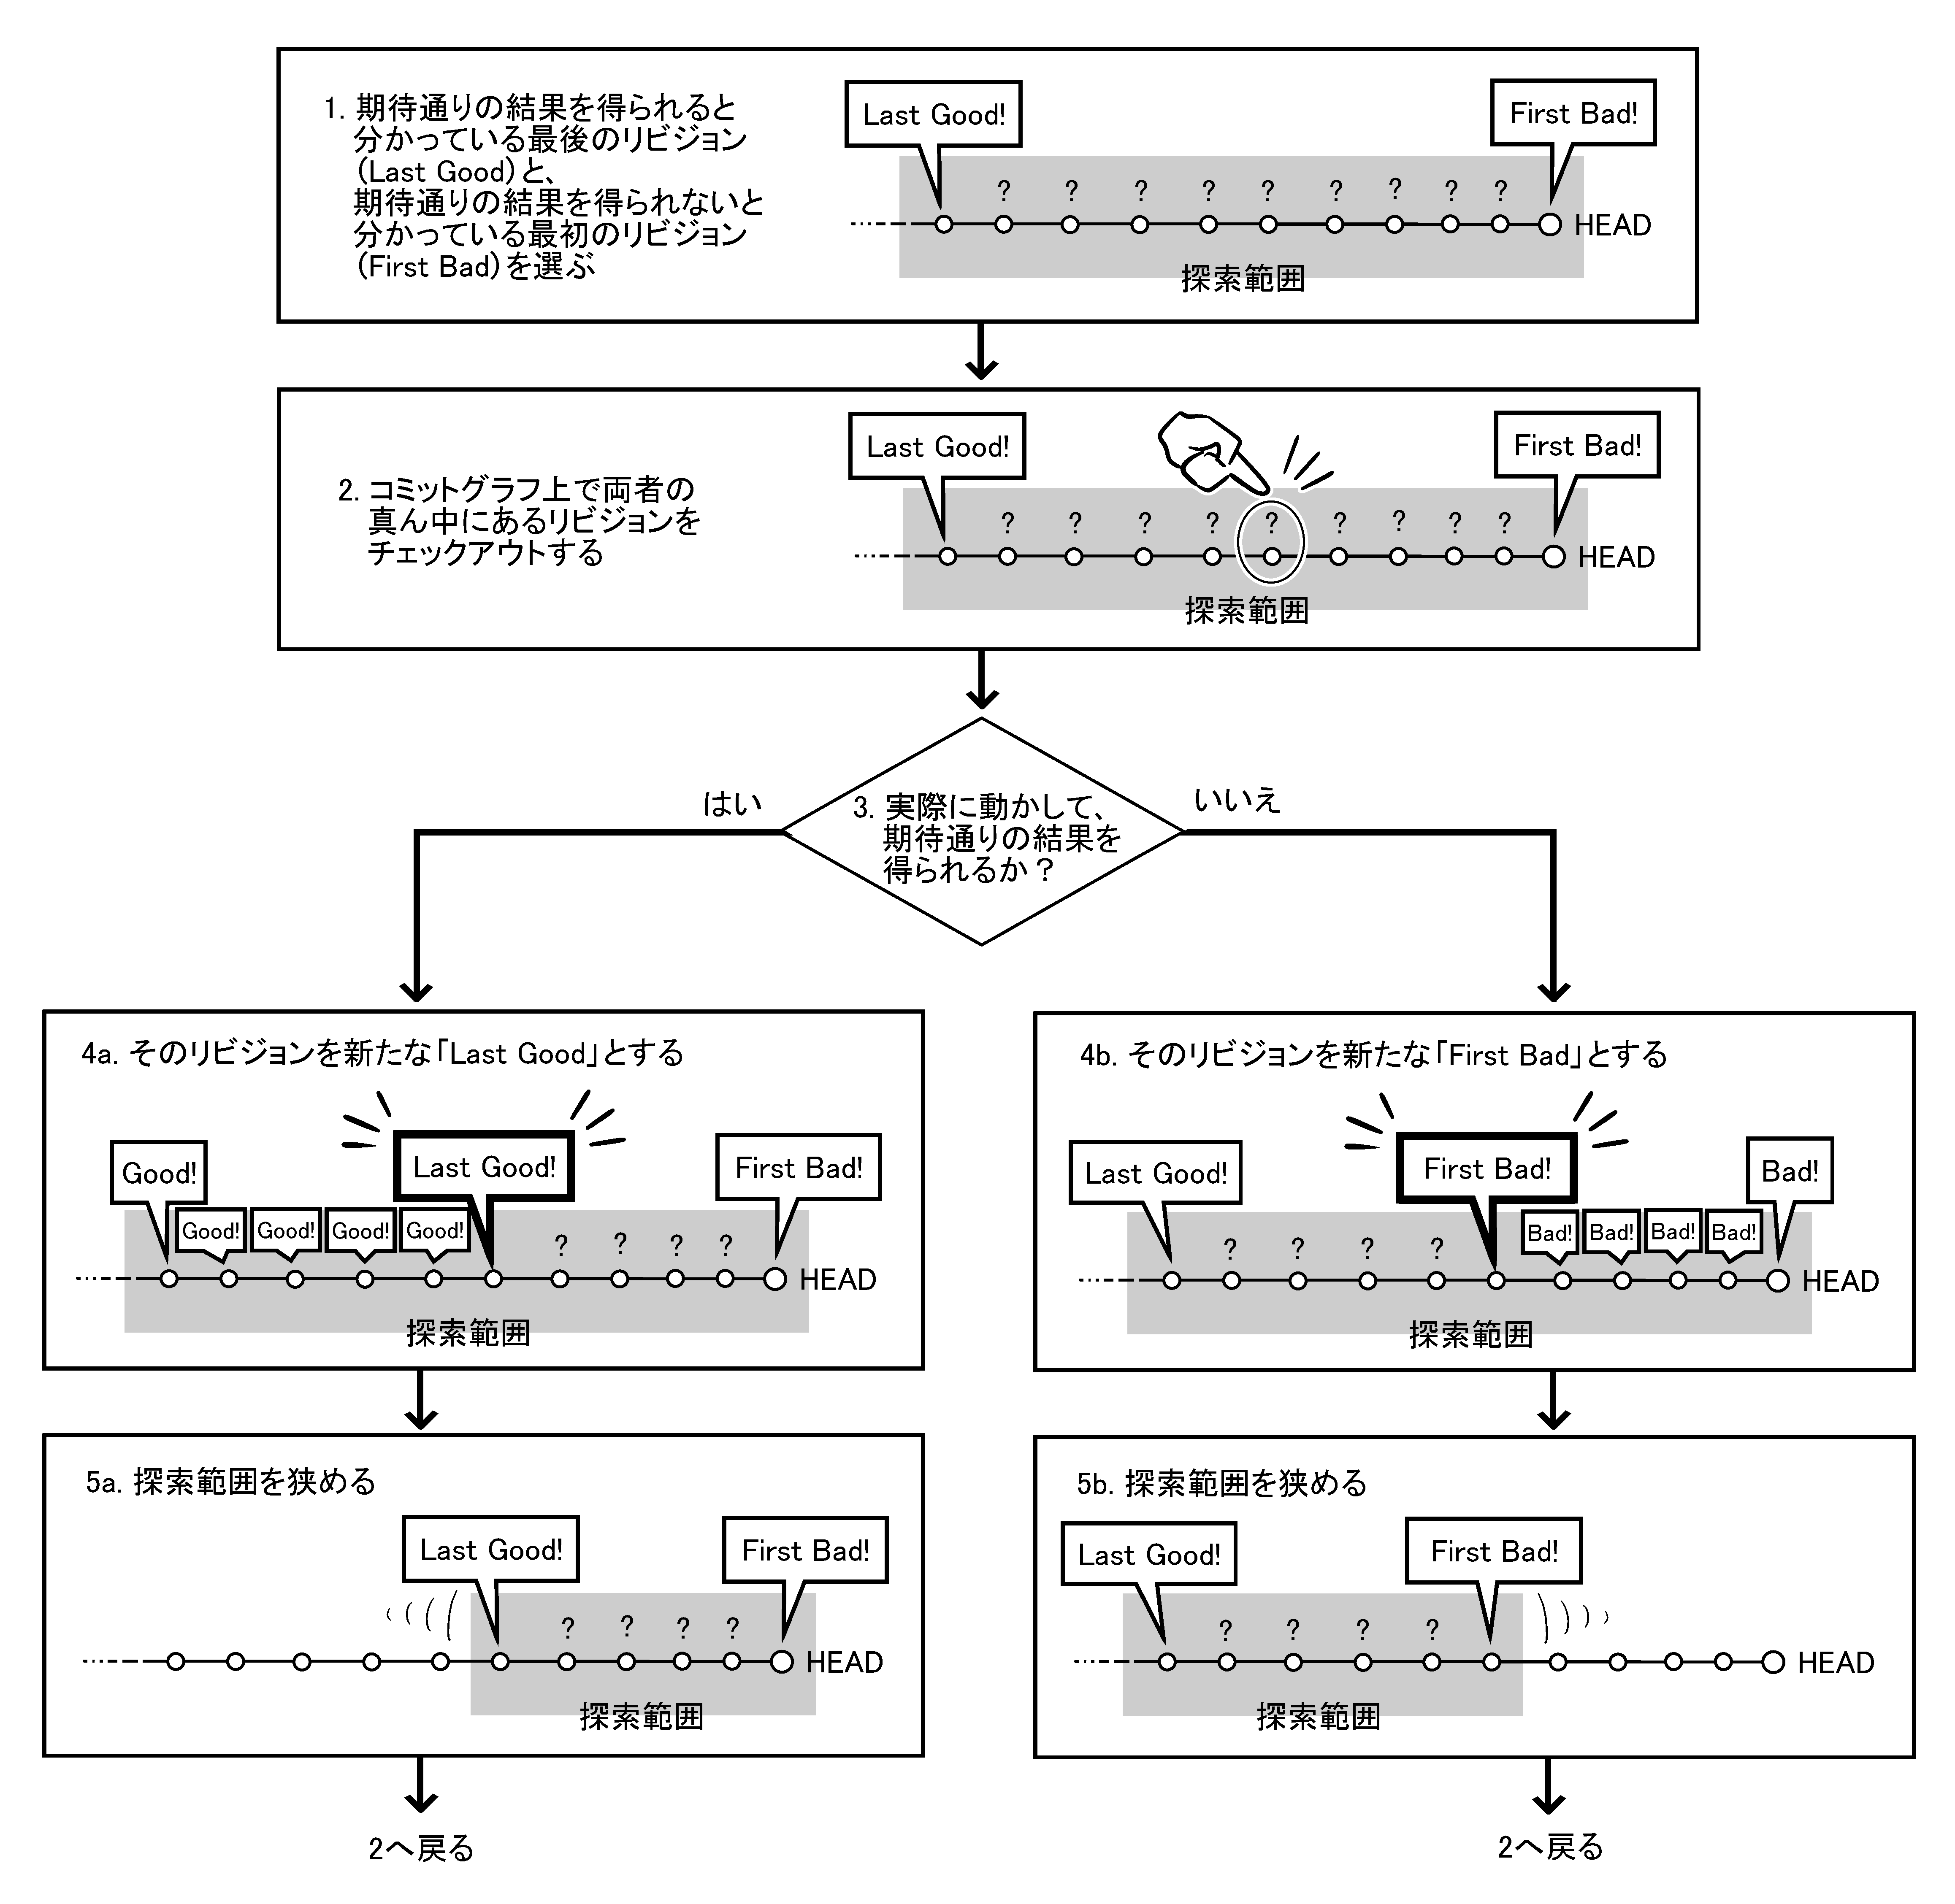 1. 期待通りの結果を得られると
分かっている最後のリビジョン
(Last Good)と、
期待通りの結果を得られないと
分かっている最初のリビジョン
(First Bad)を選ぶ
Last Good!
First Bad!
? ? ? ? ? ? ? ? ?
HEAD
探索範囲
2. コミットグラフ上で両者の
真ん中にあるリビジョンを
チェックアウトする
Last Good!
First Bad!
? ? ? ? ? ? ? ? ?
HEAD
探索範囲
3. 実際に動かして、
期待通りの結果を
得られるか？
はい
いいえ
4a. そのリビジョンを新たな「Last Good」とする
Good!
Last Good!
First Bad!
Good! Good! Good! Good!
? ? ? ?
HEAD
探索範囲
4b. そのリビジョンを新たな「First Bad」とする
Last Good!
First Bad!
Bad!
? ? ? ?
Bad! Bad! Bad! Bad!
HEAD
探索範囲
5a. 探索範囲を狭める
Last Good!
First Bad!
? ? ? ?
HEAD
探索範囲
2へ戻る
5b. 探索範囲を狭める
Last Good!
First Bad!
? ? ? ?
HEAD
探索範囲
2へ戻る